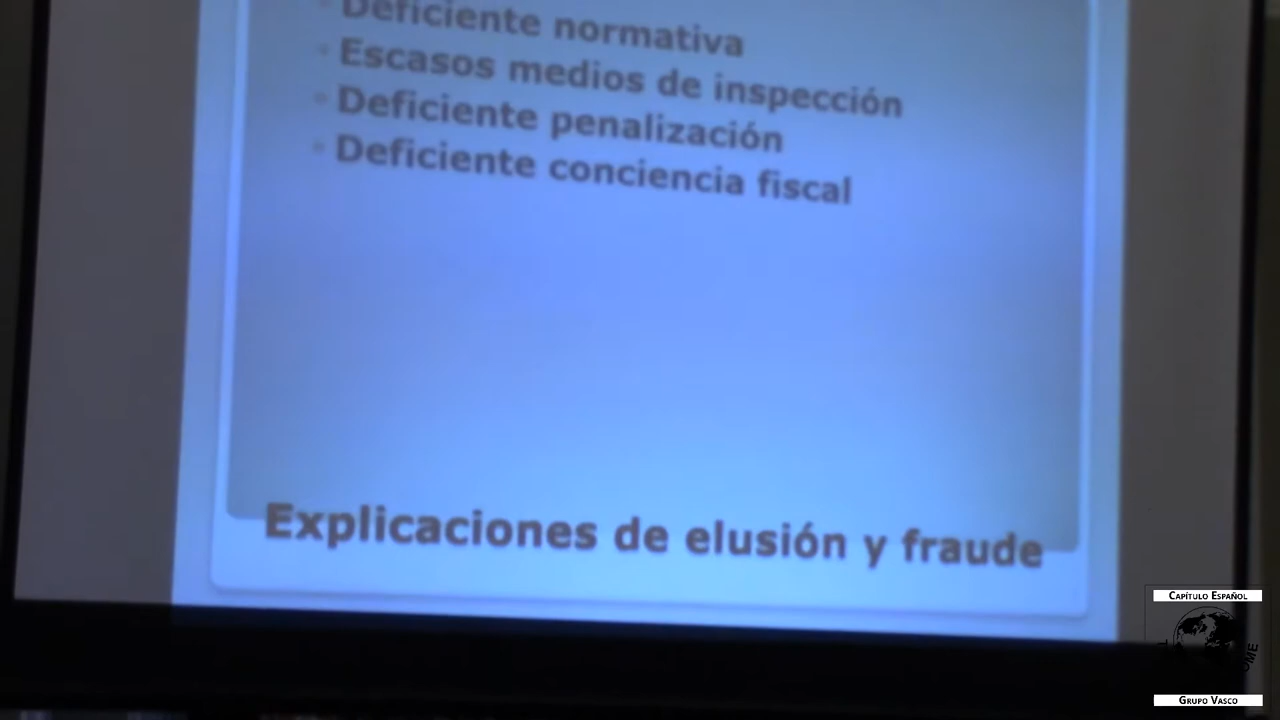 Deficiente normativa
Escasos medios de inspección
Deficiente penalización
Deficiente conciencia fiscal
Explicaciones de elusión y fraude
Capítulo Español
Grupo Vasco